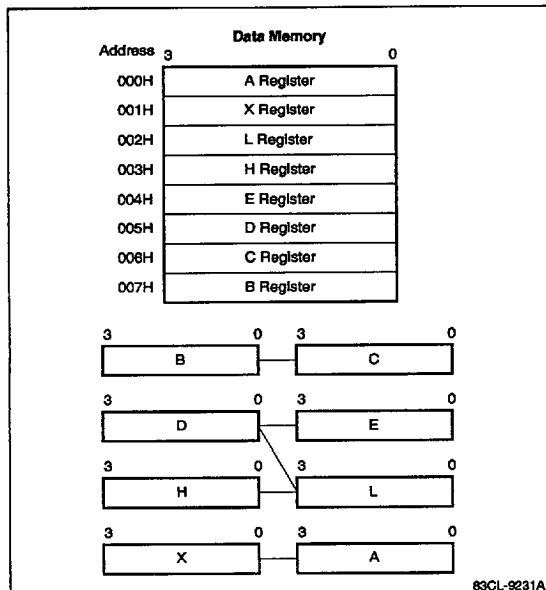 Data Memory
Address 3 0
000H A Register
001H X Register
002H L Register
003H H Register
004H E Register
005H D Register
006H C Register
007H B Register
3 0 3 0
B C
3 0 3 0
D E
3 0 3 0
H L
3 0 3 0
X A
83CL-9231A